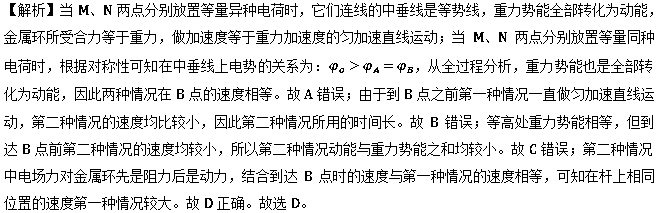 【解析】当 M、N 两点分别放置等量异种电荷时，它们连线的中垂线是等势线，重力势能全部转化为动能，
金属环所受合力等于重力，做加速度等于重力加速度的匀加速直线运动；当 M、N 两点分别放置等量同种
电荷时，根据对称性可知在中垂线上电势的关系为：φ_o > φ_A = φ_B，从全过程分析，重力势能也是全部转
化为动能，因此两种情况在 B 点的速度相等。故 A 错误；由于到 B 点之前第一种情况一直做匀加速直线运
动，第二种情况的速度均比较小，因此第二种情况所用的时间长。故 B 错误；等高处重力势能相等，但到
达 B 点前第二种情况的速度均较小，所以第二种情况动能与重力势能之和均较小。故 C 错误；第二种情况
中电场力对金属环先是阻力后是动力，结合到达 B 点时的速度与第一种情况的速度相等，可知在杆上相同
位置的速度第一种情况较大。故 D 正确。故选 D。